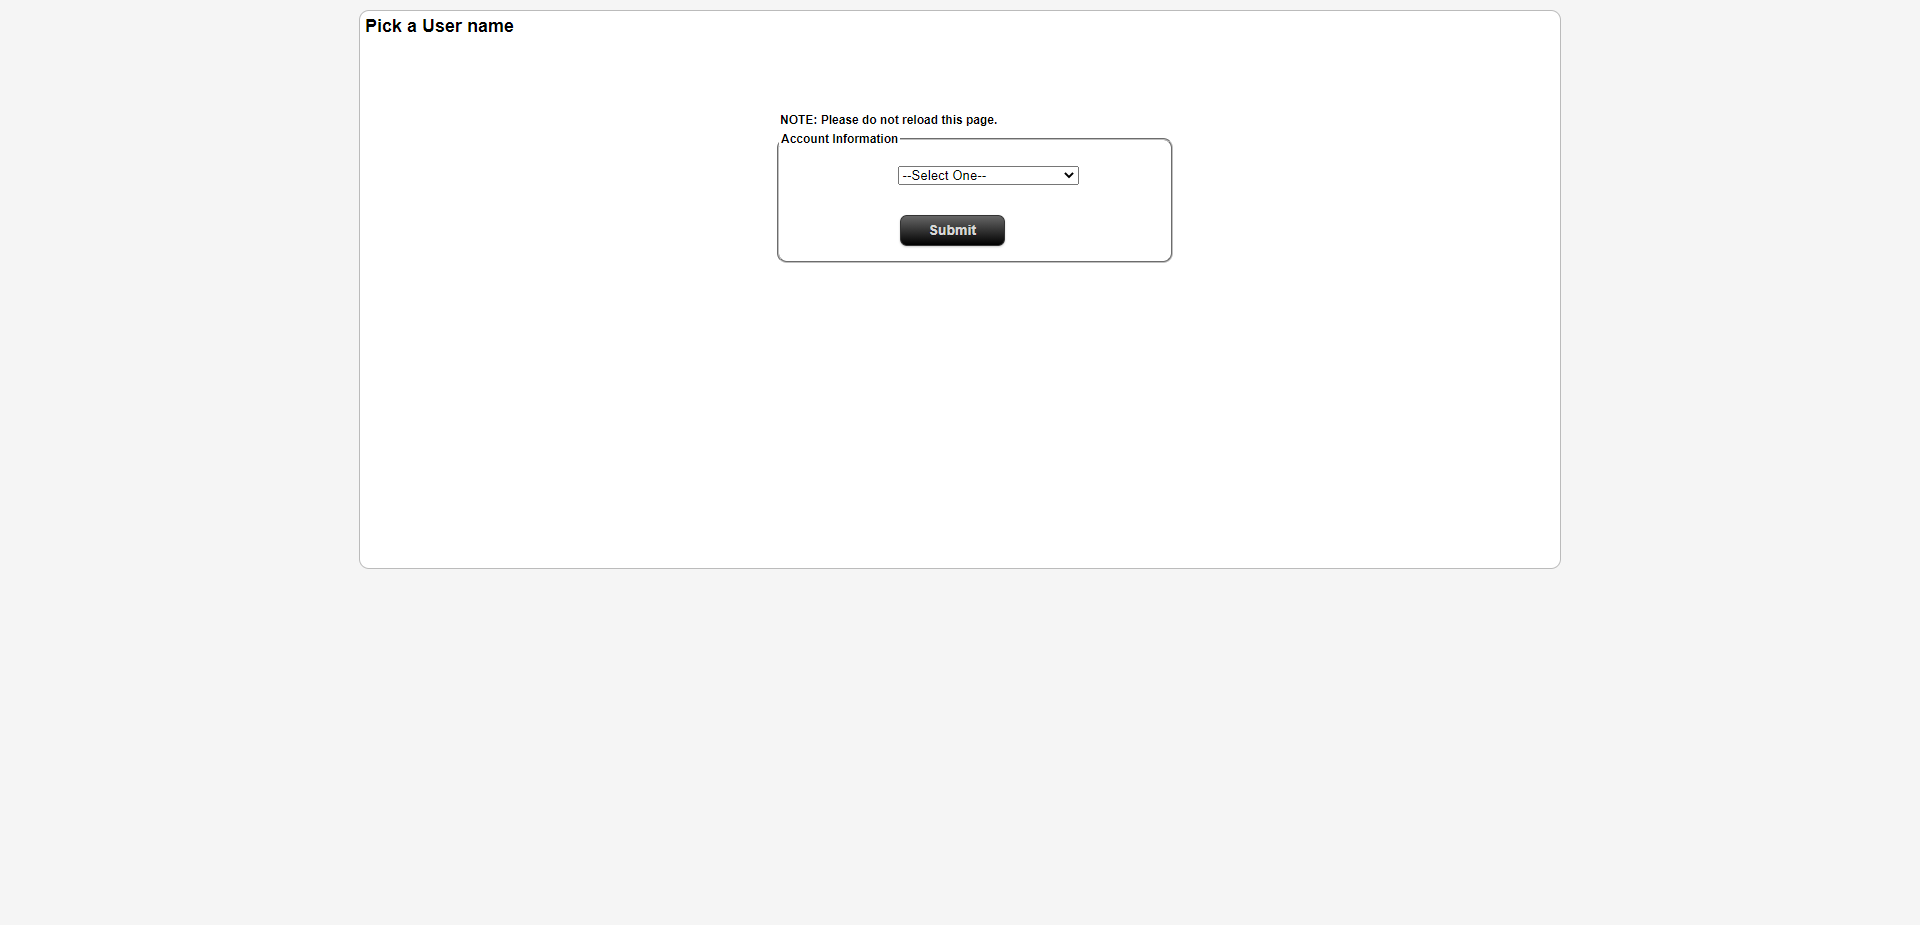 Pick a User name
NOTE: Please do not reload this page.
Account Information
--Select One--
Submit